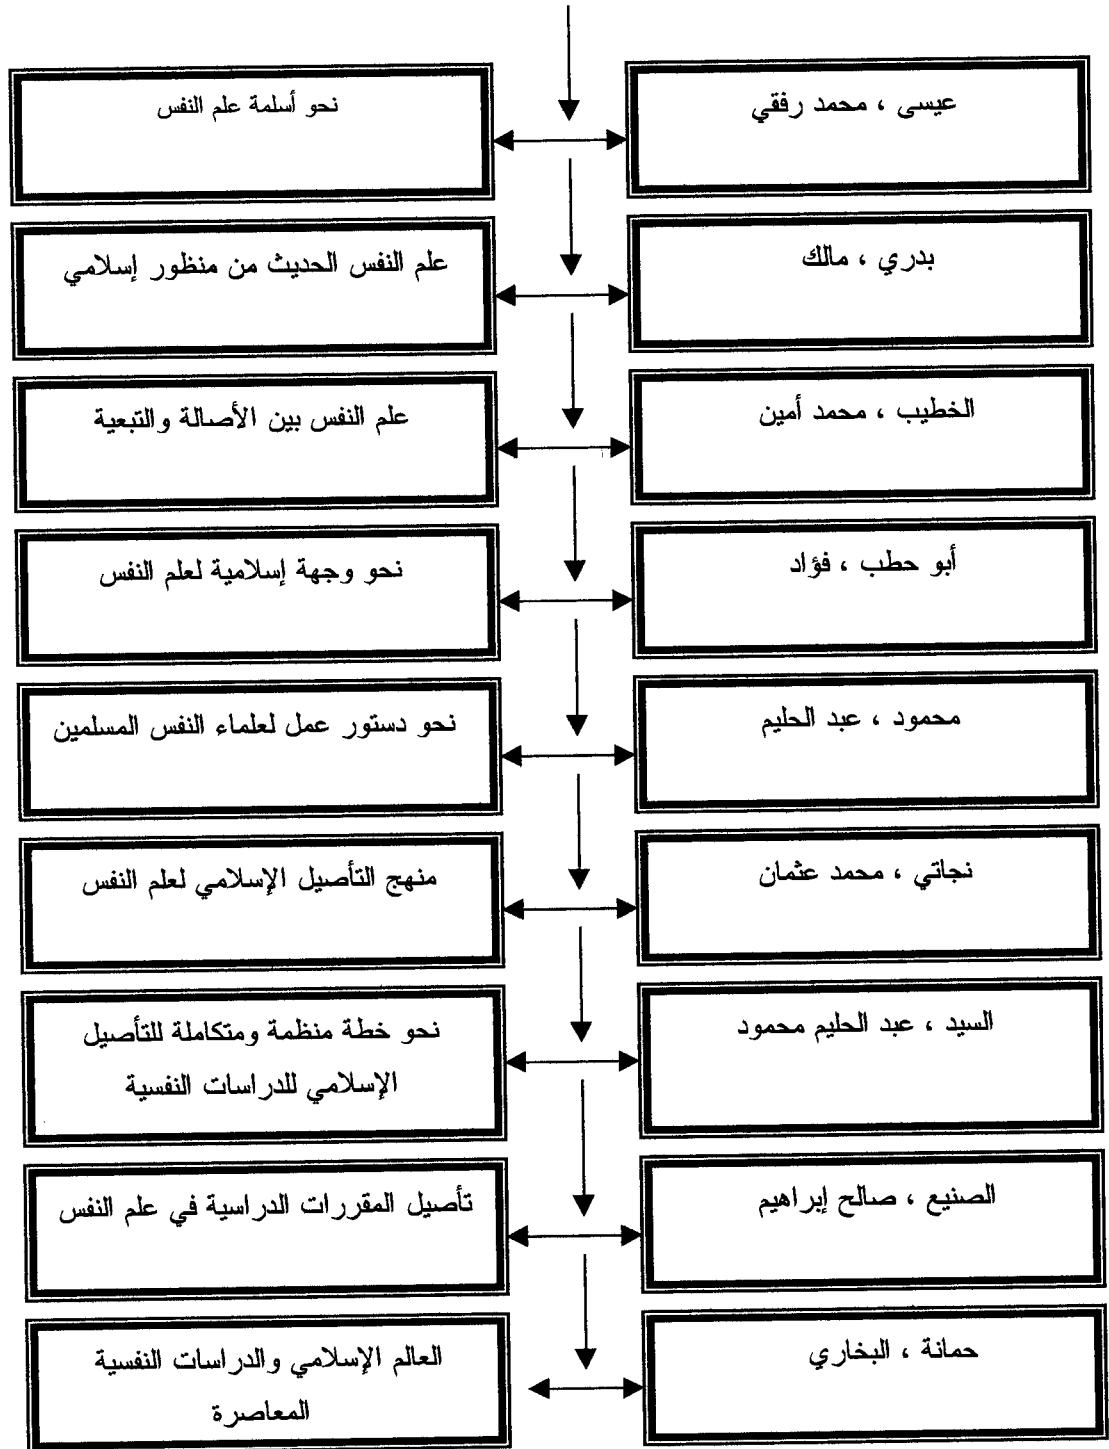 عيسى ، محمد رفقي
نحو أسلمة علم النفس
بدري ، مالك
علم النفس الحديث من منظور إسلامي
الخطيب ، محمد أمين
علم النفس بين الأصالة والتبعية
أبو حطب ، فؤاد
نحو وجهة إسلامية لعلم النفس
محمود ، عبد الحليم
نحو دستور عمل لعلماء النفس المسلمين
نجاتي ، محمد عثمان
منهج التأصيل الإسلامي لعلم النفس
السيد ، عبد الحليم محمود
نحو خطة منظمة ومتكاملة للتأصيل
الإسلامي للدراسات النفسية
الصنيع ، صالح إبراهيم
تأصيل المقررات الدراسية في علم النفس
حمانة ، البخاري
العالم الإسلامي والدراسات النفسية
المعاصرة